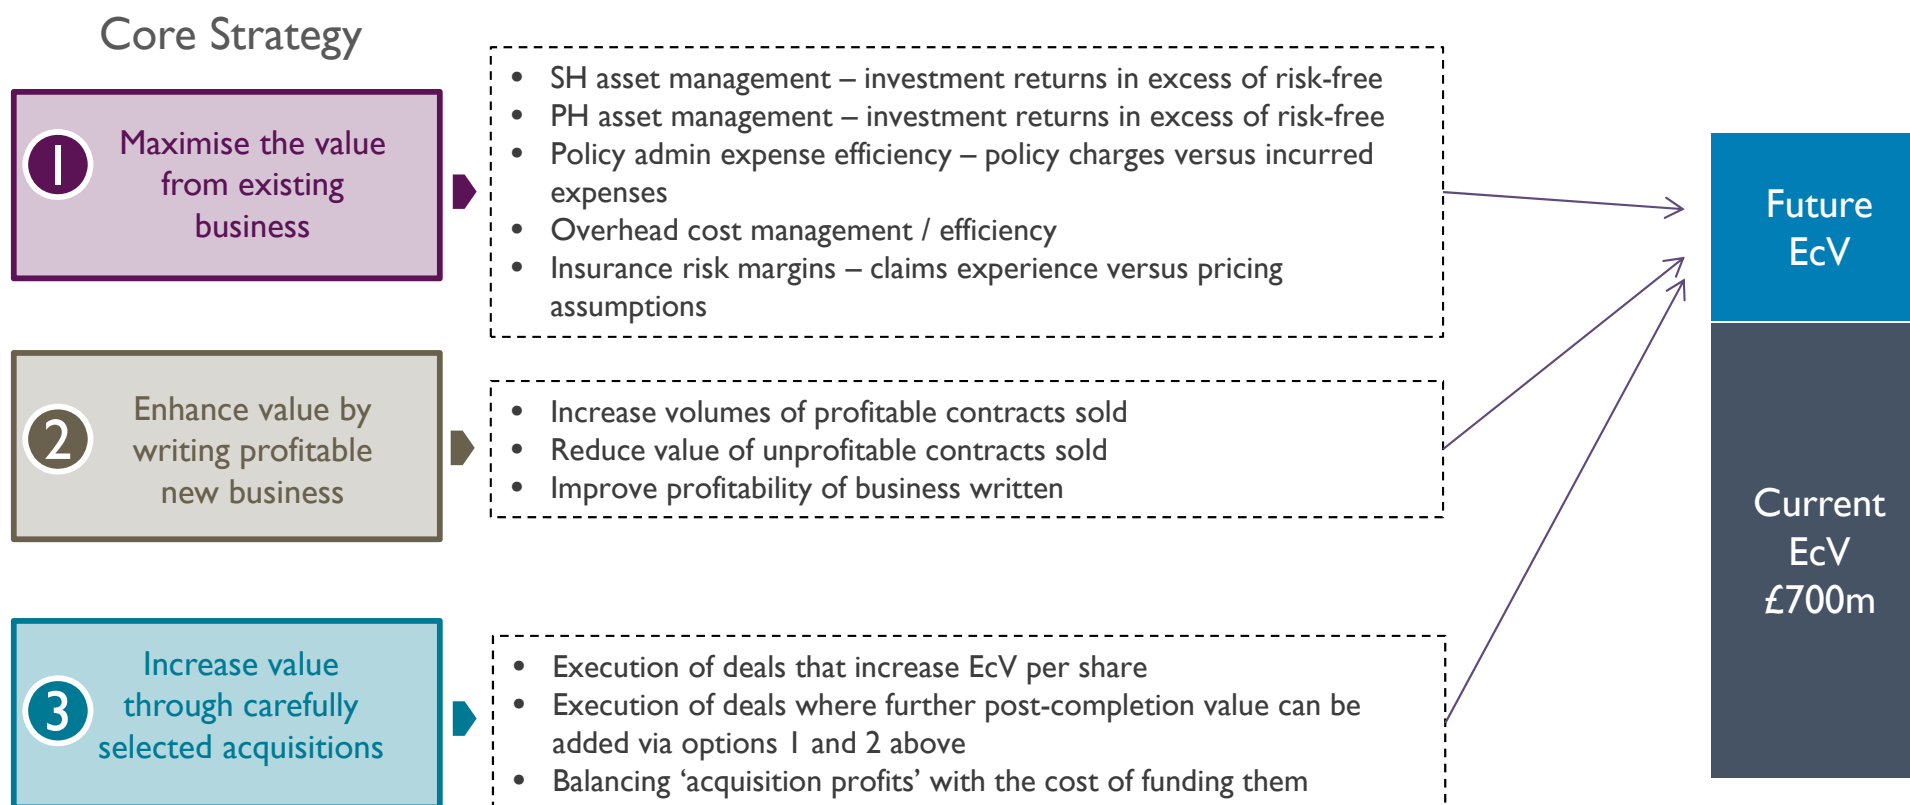 Core Strategy
1
Maximise the value
from existing
business
• SH asset management – investment returns in excess of risk-free
• PH asset management – investment returns in excess of risk-free
• Policy admin expense efficiency – policy charges versus incurred
expenses
• Overhead cost management / efficiency
• Insurance risk margins – claims experience versus pricing
assumptions
2
Enhance value by
writing profitable
new business
• Increase volumes of profitable contracts sold
• Reduce value of unprofitable contracts sold
• Improve profitability of business written
3
Increase value
through carefully
selected acquisitions
• Execution of deals that increase EcV per share
• Execution of deals where further post-completion value can be
added via options 1 and 2 above
• Balancing ‘acquisition profits’ with the cost of funding them
Future
EcV
Current
EcV
£700m